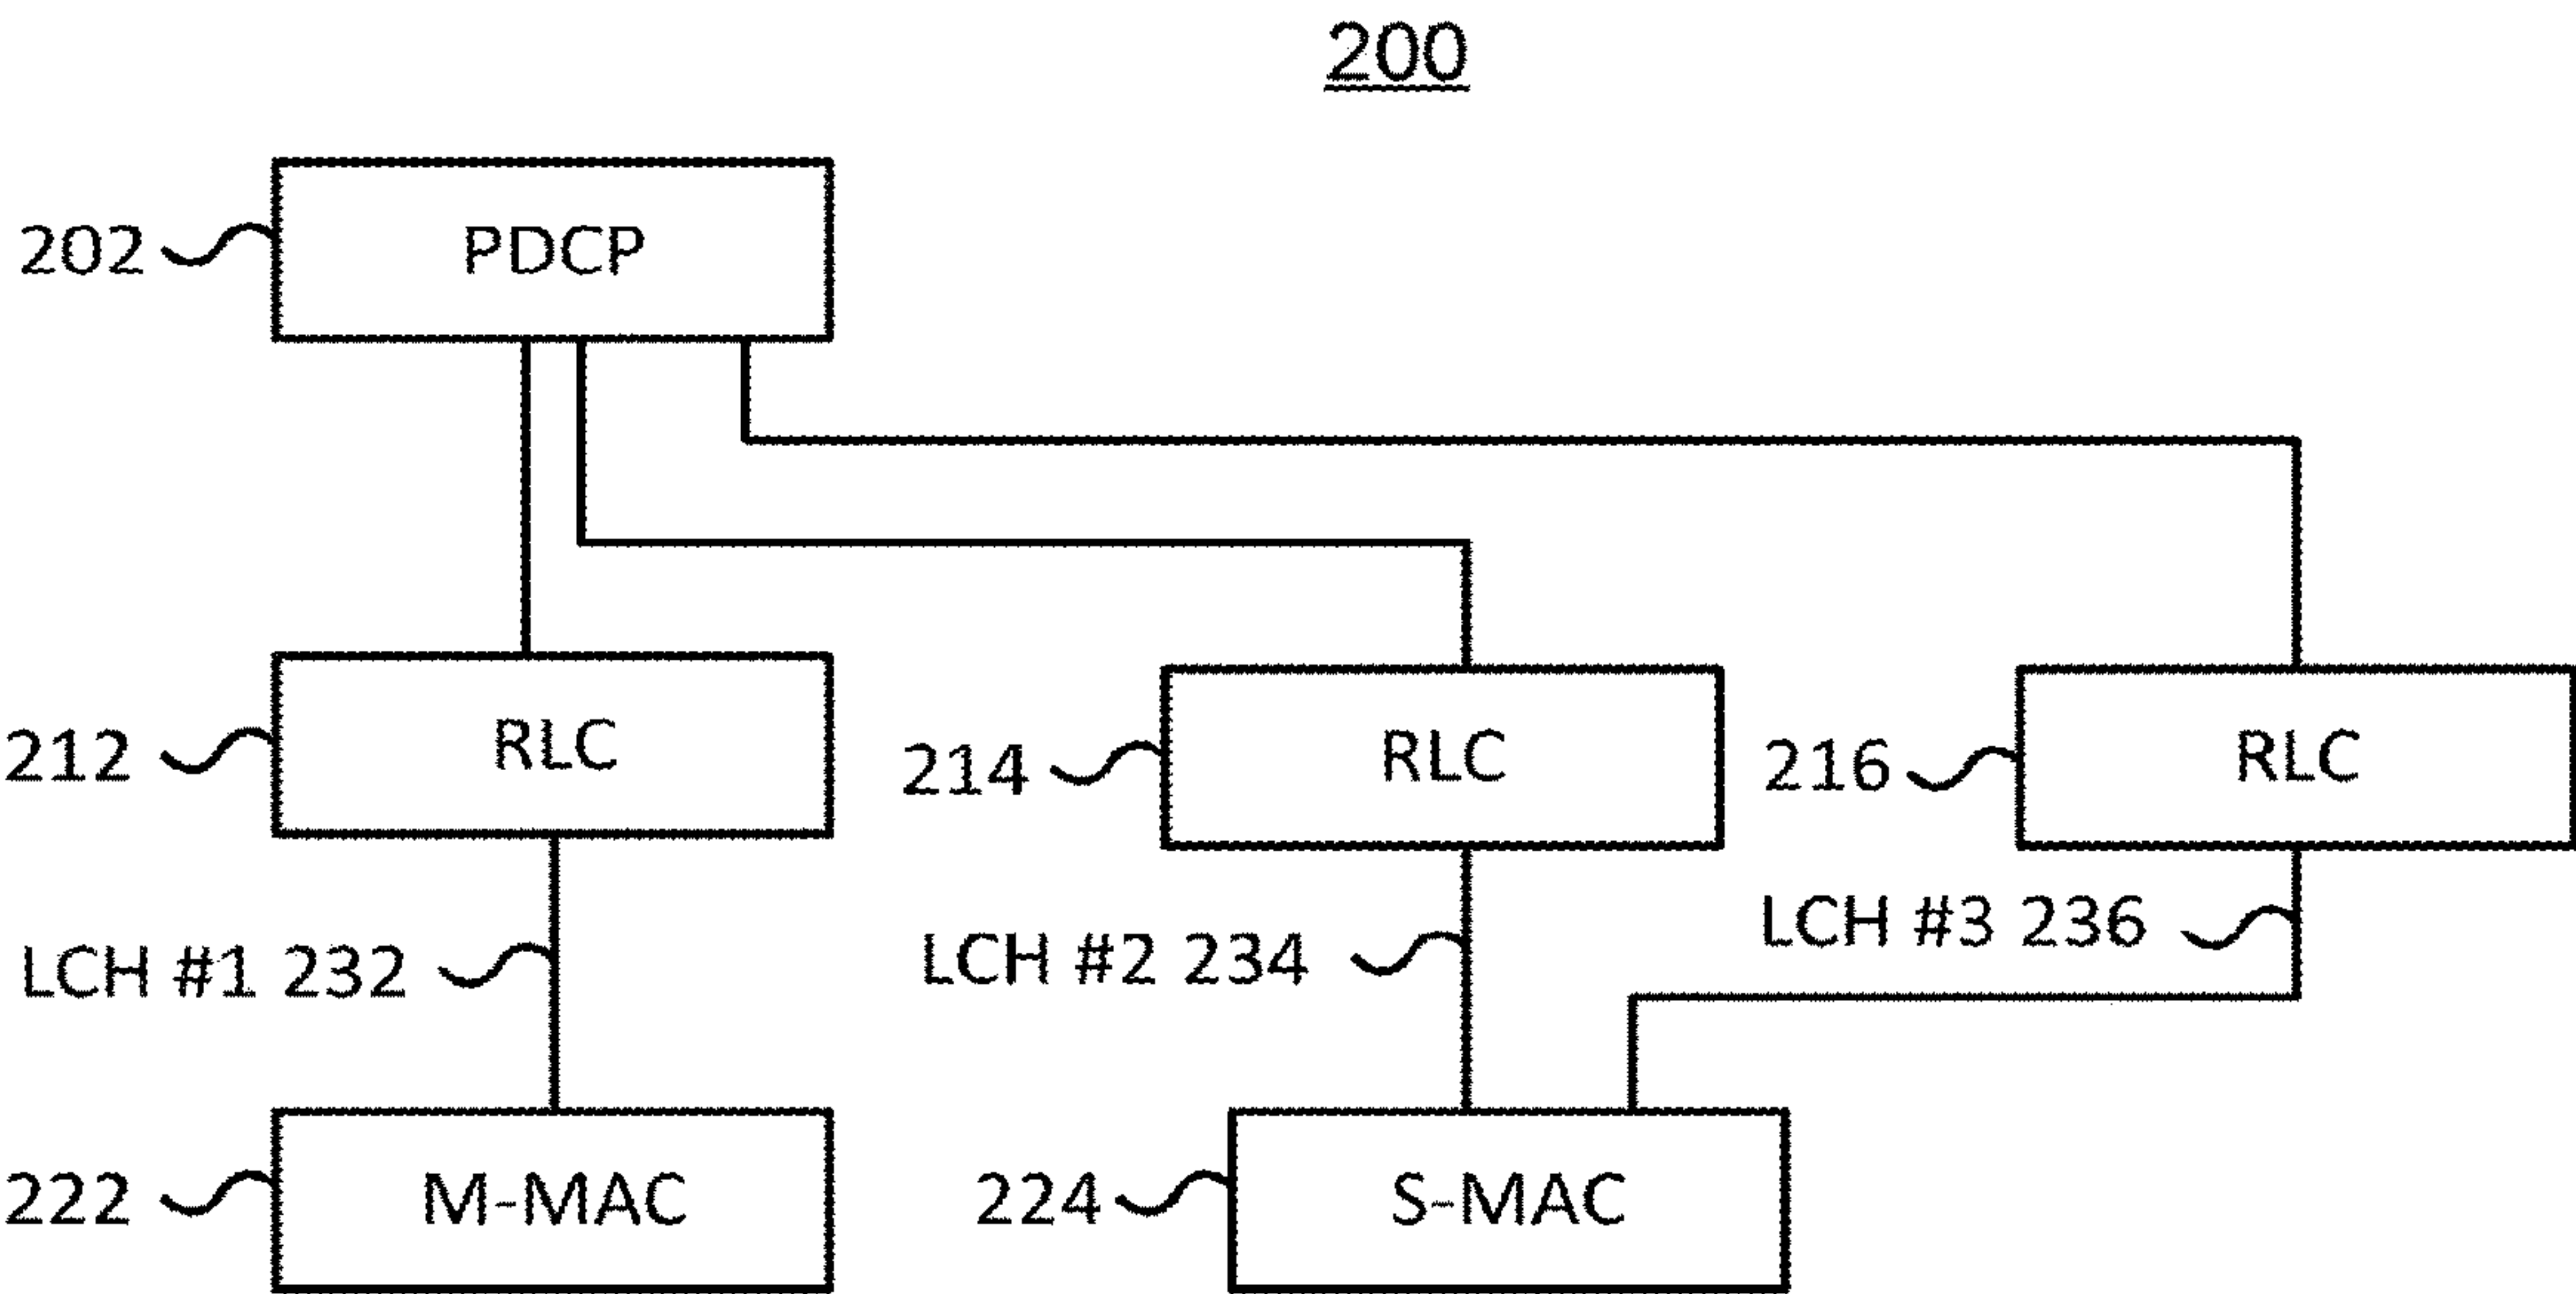 200
202 PDCP
212 RLC
214 RLC
216 RLC
LCH #1 232
LCH #2 234
LCH #3 236
222 M-MAC
224 S-MAC